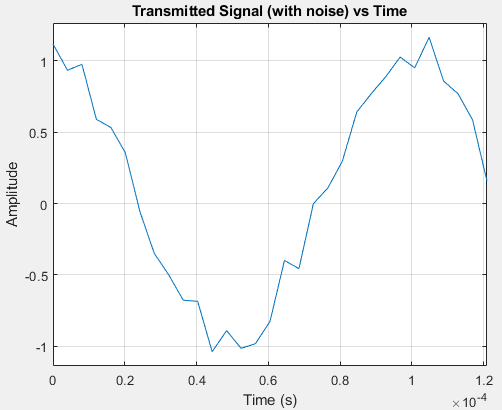 Transmitted Signal (with noise) vs Time
1
0.5
0
-0.5
-1
Amplitude
0 0.2 0.4 0.6 0.8 1 1.2
×10⁻⁴
Time (s)